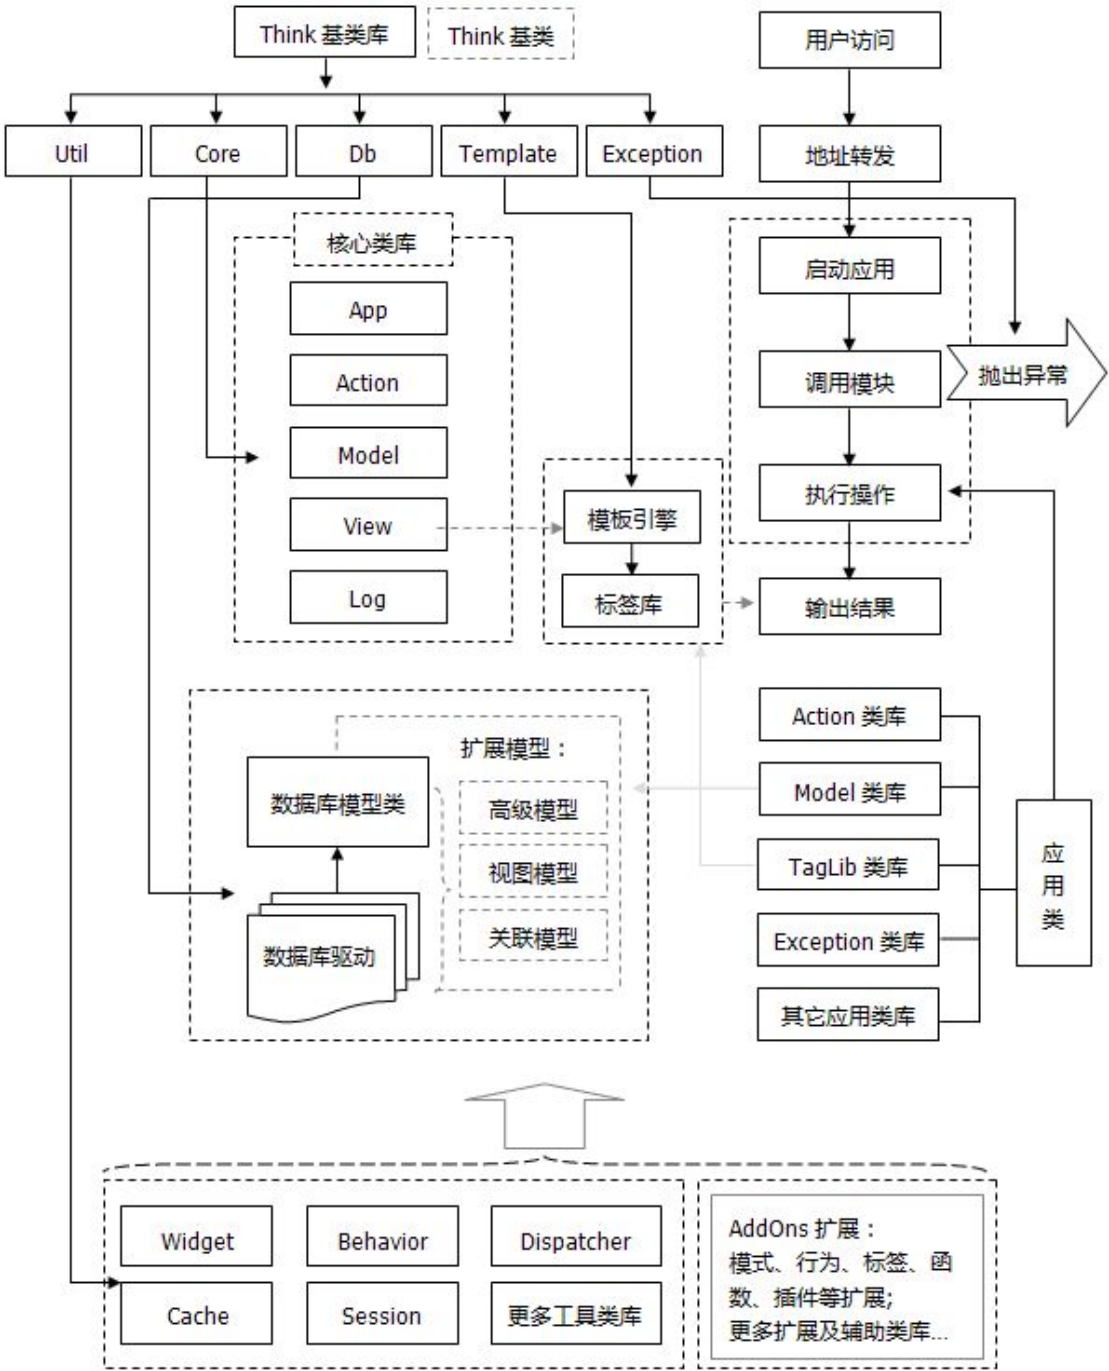 Think 基类库
Think 基类
用户访问
Util
Core
Db
Template
Exception
地址转发
核心类库
App
Action
Model
View
Log
启动应用
调用模块
抛出异常
执行操作
模板引擎
标签库
输出结果
扩展模型：
数据库模型类
高级模型
视图模型
关联模型
数据库驱动
Action 类库
Model 类库
TagLib 类库
Exception 类库
其它应用类库
应
用
类
Widget
Behavior
Dispatcher
Cache
Session
更多工具类库
AddOns 扩展：
模式、行为、标签、函
数、插件等扩展;
更多扩展及辅助类库...